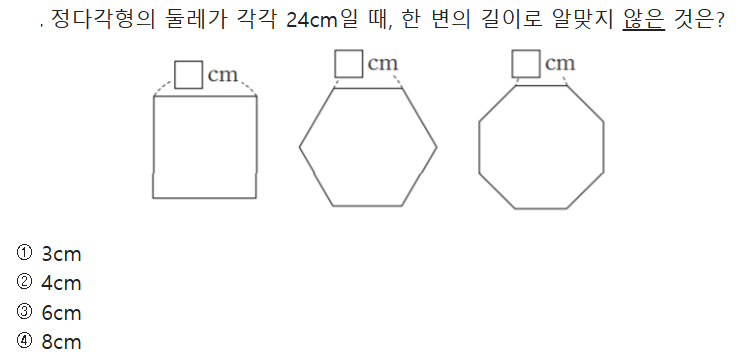 . 정다각형의 둘레가 각각 24cm일 때, 한 변의 길이로 알맞지 않은 것은?
□ cm □ cm □ cm
① 3cm
② 4cm
③ 6cm
④ 8cm